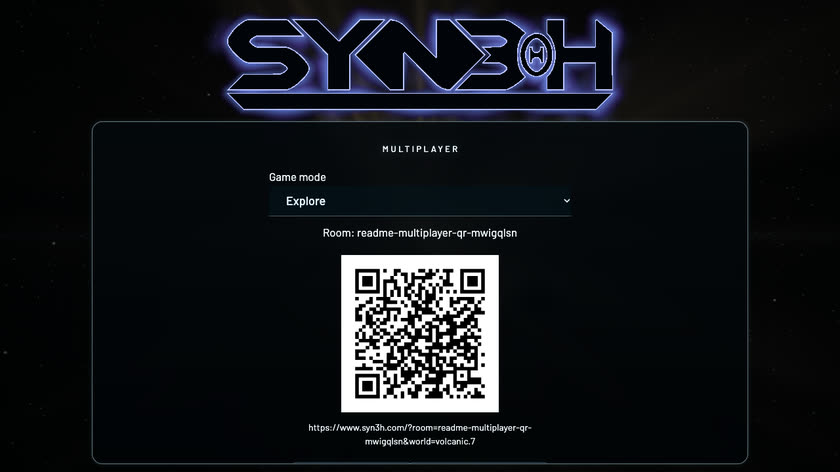 SYN3H
MULTIPLAYER
Game mode
Explore
Room: readme-multiplayer-qr-mwigqlsn
https://www.syn3h.com/?room=readme-multiplayer-qr-
mwigqlsn&world=volcanic.7